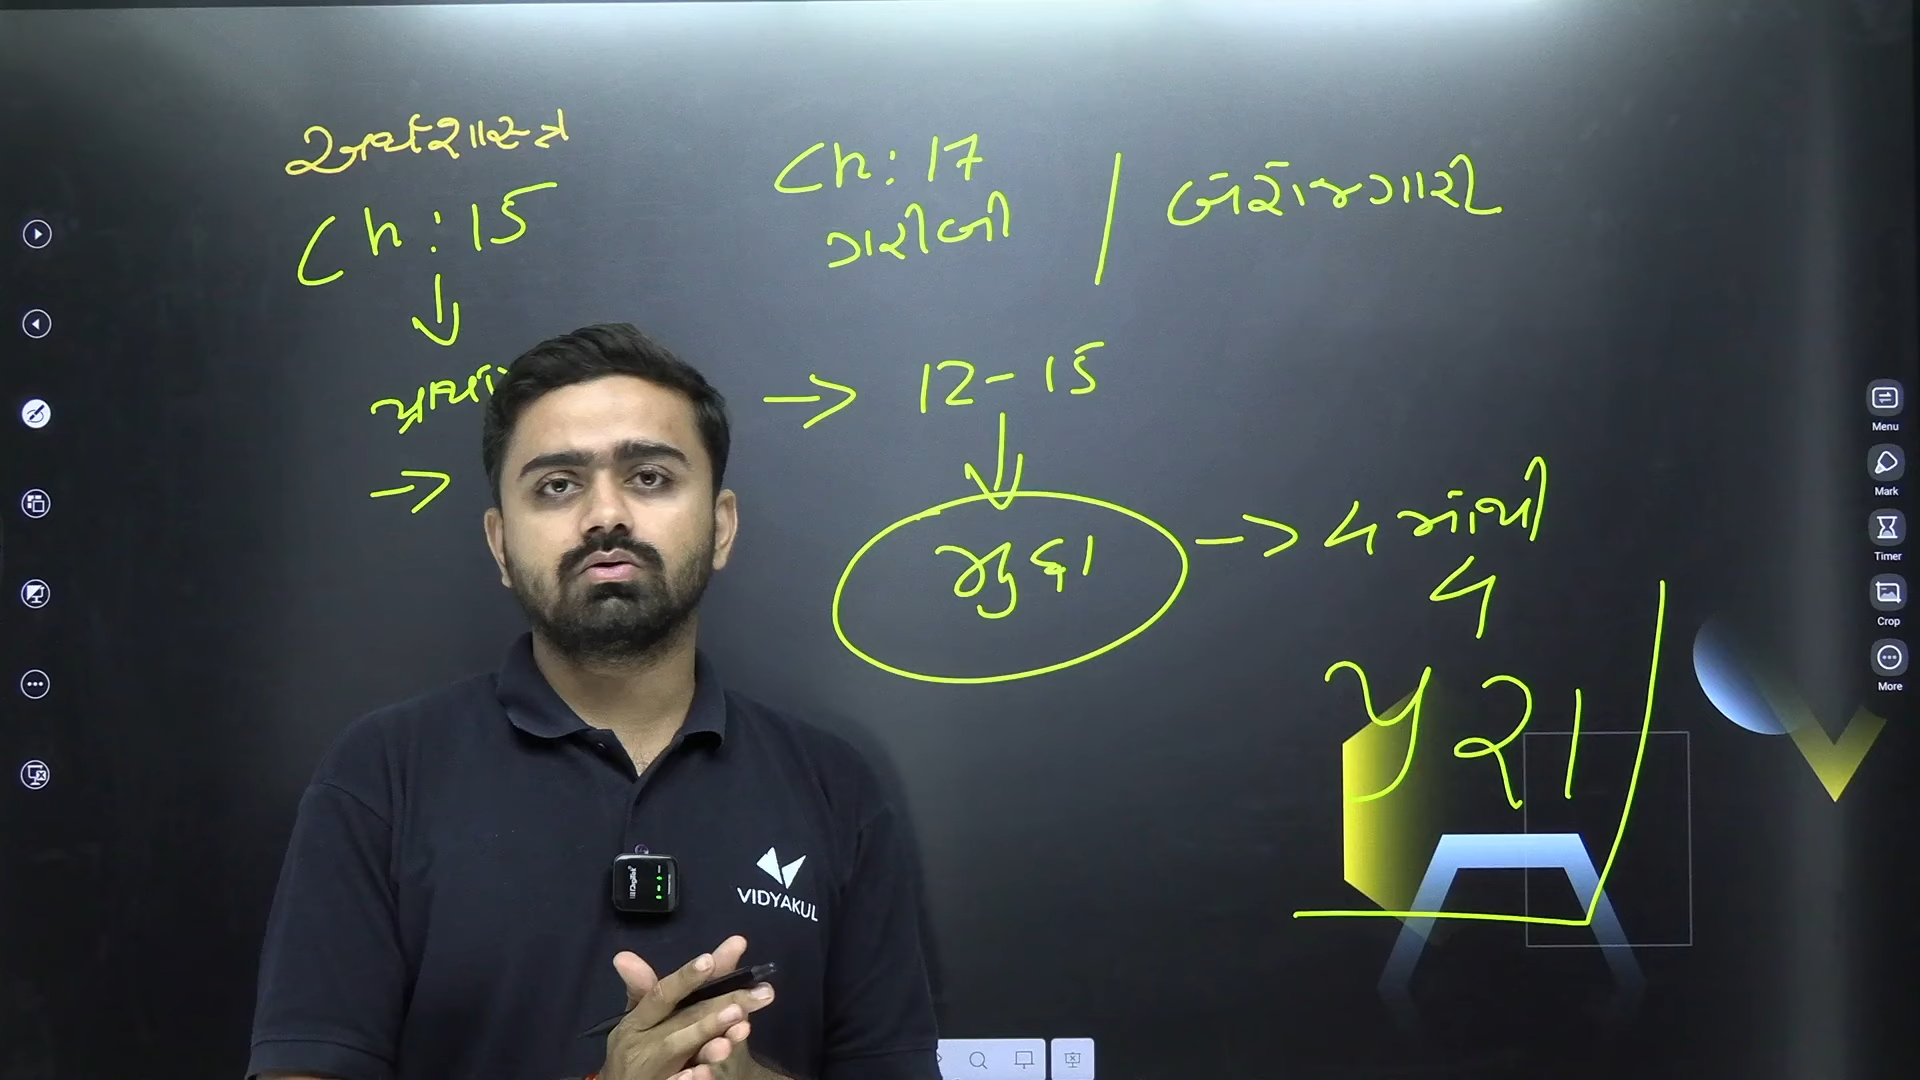 અર્થશાસ્ત્ર
Ch: 15
↓
→
Ch: 17
ગરીબી / બેરોજગારી
→ 12-15
↓
મુદ્દા → 4 માંથી
4
પુરા
VIDYAKUL
Menu
Mark
Timer
Crop
More